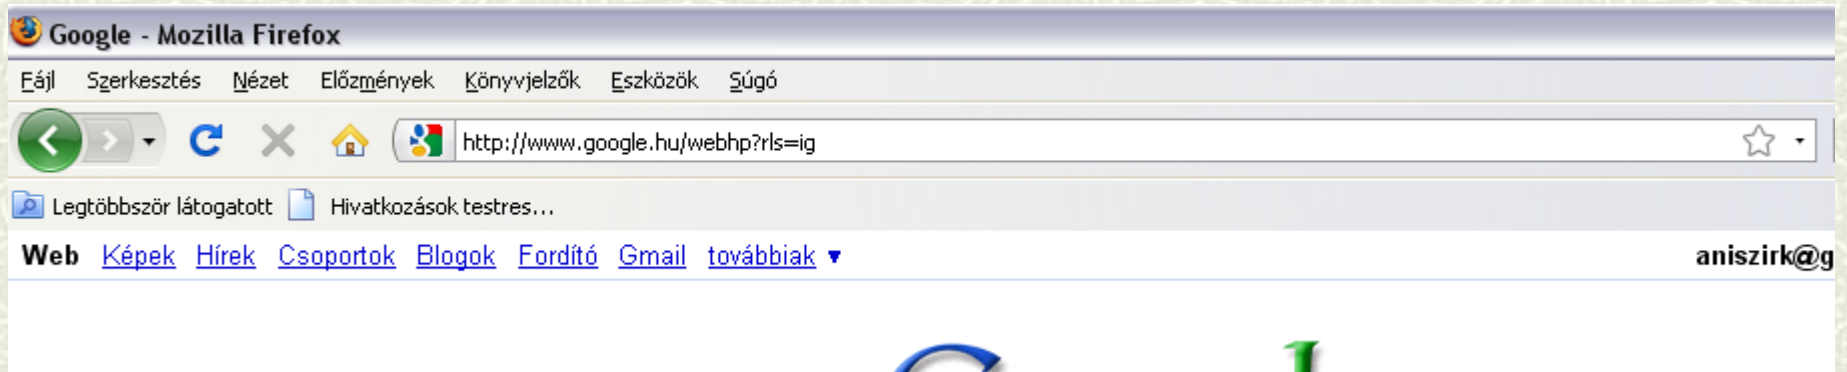 Google - Mozilla Firefox
Fájl Szerkesztés Nézet Előzmények Könyvjelzők Eszközök Súgó
http://www.google.hu/webhp?rls=ig
Legtöbbször látogatott Hivatkozások testres...
Web Képek Hírek Csoportok Blogok Fordító Gmail továbbiak ▼ aniszirk@g